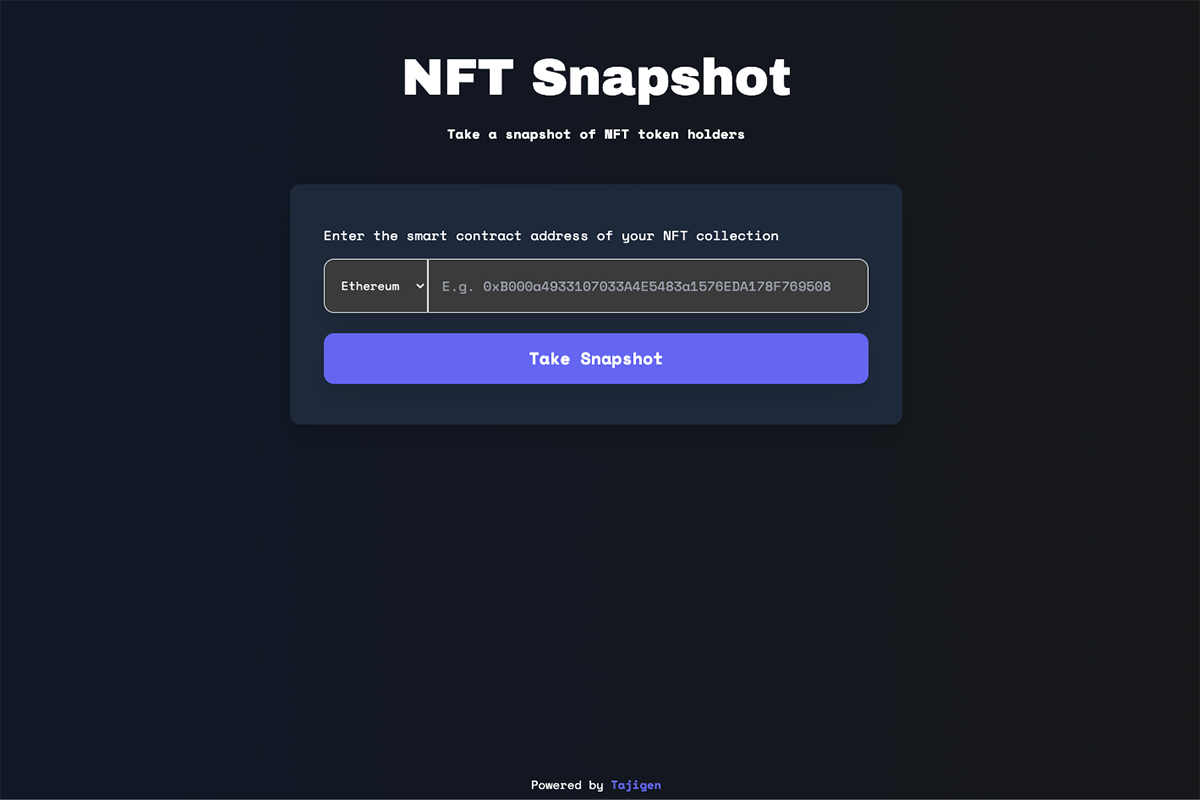 NFT Snapshot
Take a snapshot of NFT token holders
Enter the smart contract address of your NFT collection
Ethereum
E.g. 0xB000a4933107033A4E5483a1576EDA178F769508
Take Snapshot
Powered by Tajigen